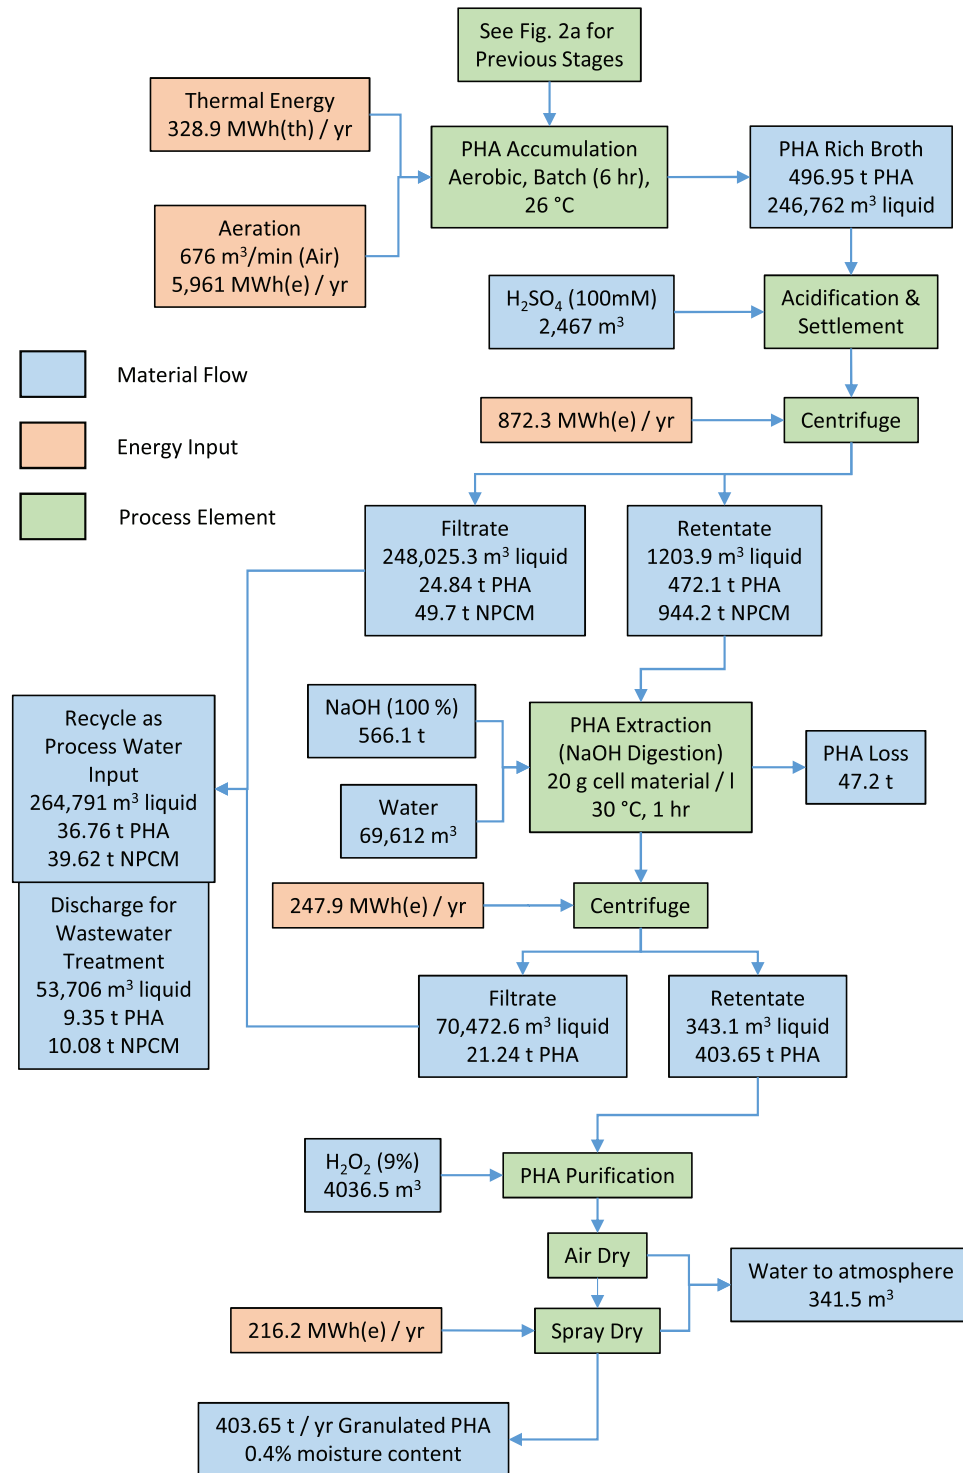 See Fig. 2a for
Previous Stages
Thermal Energy
328.9 MWh(th) / yr
PHA Accumulation
Aerobic, Batch (6 hr),
26 °C
PHA Rich Broth
496.95 t PHA
246,762 m³ liquid
Aeration
676 m³/min (Air)
5,961 MWh(e) / yr
H₂SO₄ (100mM)
2,467 m³
Acidification &
Settlement
Material Flow
872.3 MWh(e) / yr
Centrifuge
Energy Input
Process Element
Filtrate
248,025.3 m³ liquid
24.84 t PHA
49.7 t NPCM
Retentate
1203.9 m³ liquid
472.1 t PHA
944.2 t NPCM
Recycle as
Process Water
Input
264,791 m³ liquid
36.76 t PHA
39.62 t NPCM
NaOH (100 %)
566.1 t
Water
69,612 m³
PHA Extraction
(NaOH Digestion)
20 g cell material / l
30 °C, 1 hr
PHA Loss
47.2 t
Discharge for
Wastewater
Treatment
53,706 m³ liquid
9.35 t PHA
10.08 t NPCM
247.9 MWh(e) / yr
Centrifuge
Filtrate
70,472.6 m³ liquid
21.24 t PHA
Retentate
343.1 m³ liquid
403.65 t PHA
H₂O₂ (9%)
4036.5 m³
PHA Purification
Air Dry
Water to atmosphere
341.5 m³
216.2 MWh(e) / yr
Spray Dry
403.65 t / yr Granulated PHA
0.4% moisture content